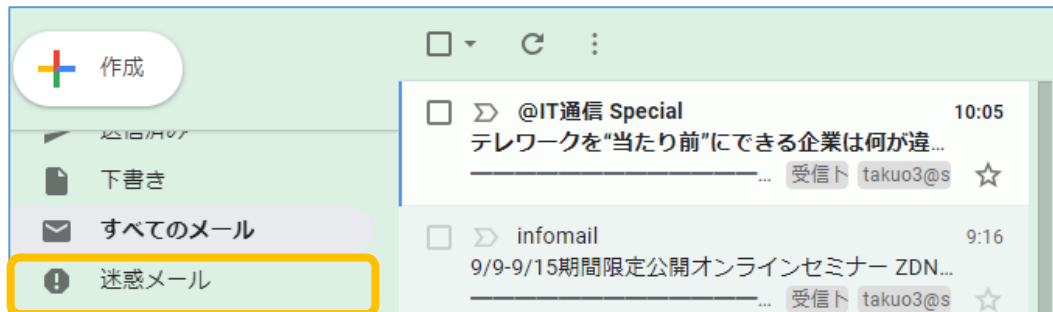 作成
送信済み
下書き
すべてのメール
迷惑メール
@IT通信 Special 10:05
テレワークを“当たり前”にできる企業は何が違...
━━━━━━━━━━━━━━━... 受信ト takuo3@s
infomail 9:16
9/9-9/15期間限定公開オンラインセミナー ZDN...
━━━━━━━━━━━━━━━... 受信ト takuo3@s